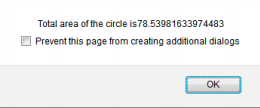 Total area of the circle is78.53981633974483
Prevent this page from creating additional dialogs
OK